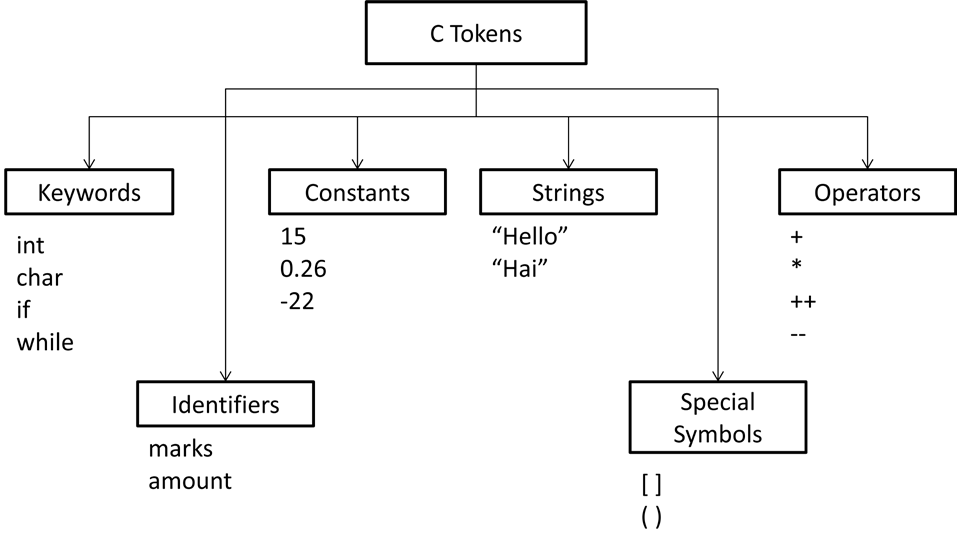 C Tokens
Keywords
int
char
if
while
Constants
15
0.26
-22
Strings
“Hello”
“Hai”
Operators
+
*
++
--
Identifiers
marks
amount
Special
Symbols
[ ]
( )